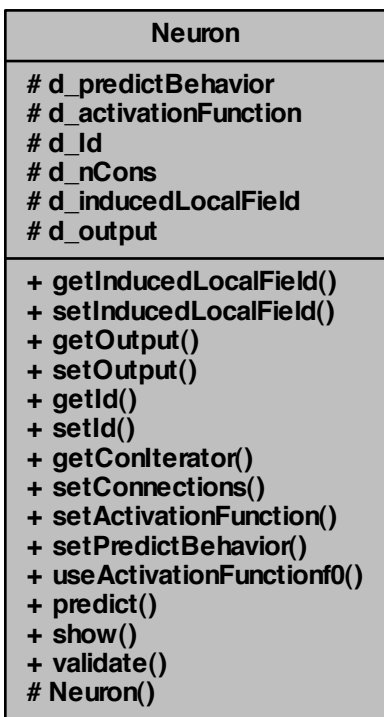 Neuron
# d_predictBehavior
# d_activationFunction
# d_Id
# d_nCons
# d_inducedLocalField
# d_output
+ getInducedLocalField()
+ setInducedLocalField()
+ getOutput()
+ setOutput()
+ getId()
+ setId()
+ getConIterator()
+ setConnections()
+ setActivationFunction()
+ setPredictBehavior()
+ useActivationFunctionf0()
+ predict()
+ show()
+ validate()
# Neuron()